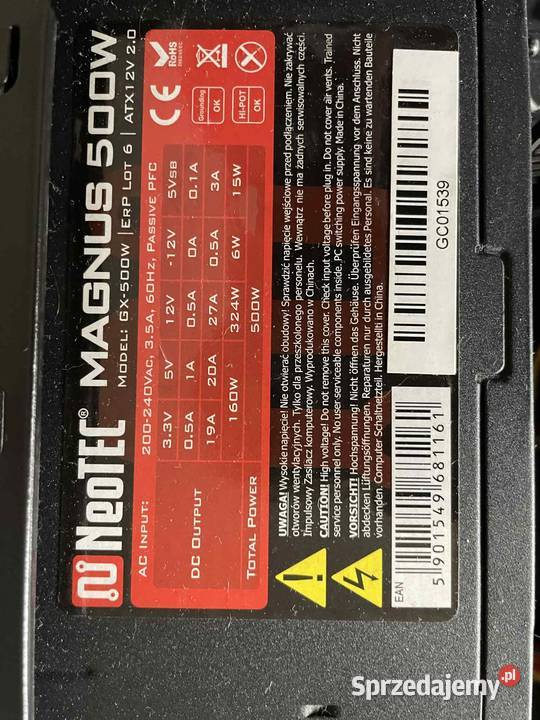 NeoTEC® MAGNUS 500W
MODEL: GX-500W | ERP LOT 6 | ATX12V 2.0
AC INPUT: 200-240VAC, 3.5A, 60Hz, PASSIVE PFC
DC OUTPUT 3.3V 5V 12V -12V 5VSB
0.5A 1A 0.5A 0A 0.1A
19A 20A 27A 0.5A 3A
TOTAL POWER 160W 324W 6W 15W
500W
CE
RoHS
Grounding OK
HI-POT OK
UWAGA! Wysokie napięcie! Nie otwierać obudowy! Sprawdzić napięcie wejściowe przed podłączeniem. Nie zakrywać
otworów wentylacyjnych. Tylko dla przeszkolonego personelu. Wewnątrz nie ma żadnych serwisowalnych części.
Impulsowy Zasilacz komputerowy. Wyprodukowano w Chinach.
CAUTION! High voltage! Do not remove this cover. Check input voltage before plug in. Do not cover air vents. Trained
service personnel only. No user serviceable components inside. PC switching power supply. Made in China.
VORSICHT! Hochspannung! Nicht öffnen das Gehäuse. Überprüfen Eingangsspannung vor dem Anschluss. Nicht
abdecken Lüftungsöffnungen. Reparaturen nur durch ausgebildetes Personal. Es sind keine zu wartenden Bauteile
vorhanden. Computer Schaltnetzteil. Hergestellt in China.
EAN
5 901549 681161
GC01539
Sprzedajemy.pl